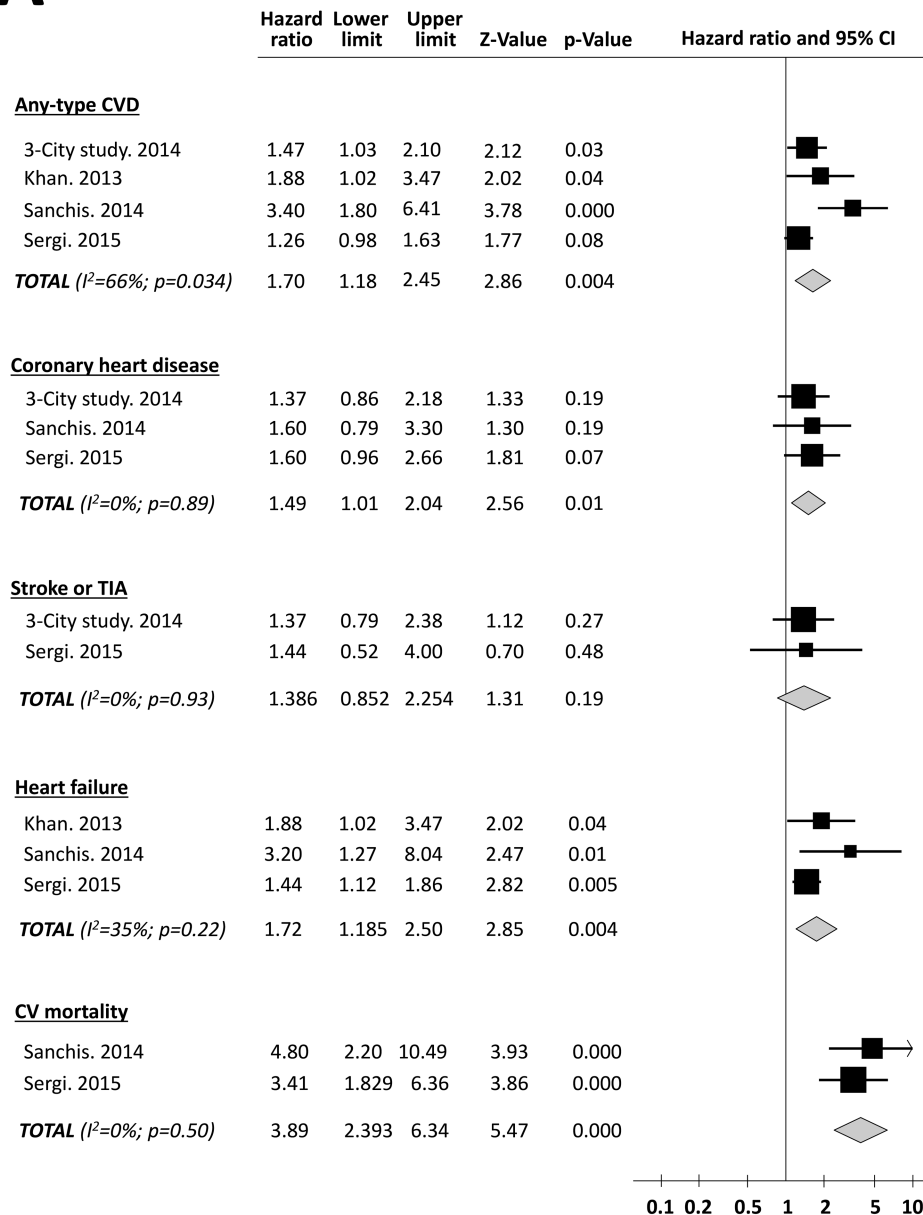 A
Hazard ratio Lower limit Upper limit Z-Value p-Value Hazard ratio and 95% CI
Any-type CVD
3-City study. 2014 1.47 1.03 2.10 2.12 0.03
Khan. 2013 1.88 1.02 3.47 2.02 0.04
Sanchis. 2014 3.40 1.80 6.41 3.78 0.000
Sergi. 2015 1.26 0.98 1.63 1.77 0.08
TOTAL (I²=66%; p=0.034) 1.70 1.18 2.45 2.86 0.004
Coronary heart disease
3-City study. 2014 1.37 0.86 2.18 1.33 0.19
Sanchis. 2014 1.60 0.79 3.30 1.30 0.19
Sergi. 2015 1.60 0.96 2.66 1.81 0.07
TOTAL (I²=0%; p=0.89) 1.49 1.01 2.04 2.56 0.01
Stroke or TIA
3-City study. 2014 1.37 0.79 2.38 1.12 0.27
Sergi. 2015 1.44 0.52 4.00 0.70 0.48
TOTAL (I²=0%; p=0.93) 1.386 0.852 2.254 1.31 0.19
Heart failure
Khan. 2013 1.88 1.02 3.47 2.02 0.04
Sanchis. 2014 3.20 1.27 8.04 2.47 0.01
Sergi. 2015 1.44 1.12 1.86 2.82 0.005
TOTAL (I²=35%; p=0.22) 1.72 1.185 2.50 2.85 0.004
CV mortality
Sanchis. 2014 4.80 2.20 10.49 3.93 0.000
Sergi. 2015 3.41 1.829 6.36 3.86 0.000
TOTAL (I²=0%; p=0.50) 3.89 2.393 6.34 5.47 0.000
0.1 0.2 0.5 1 2 5 10